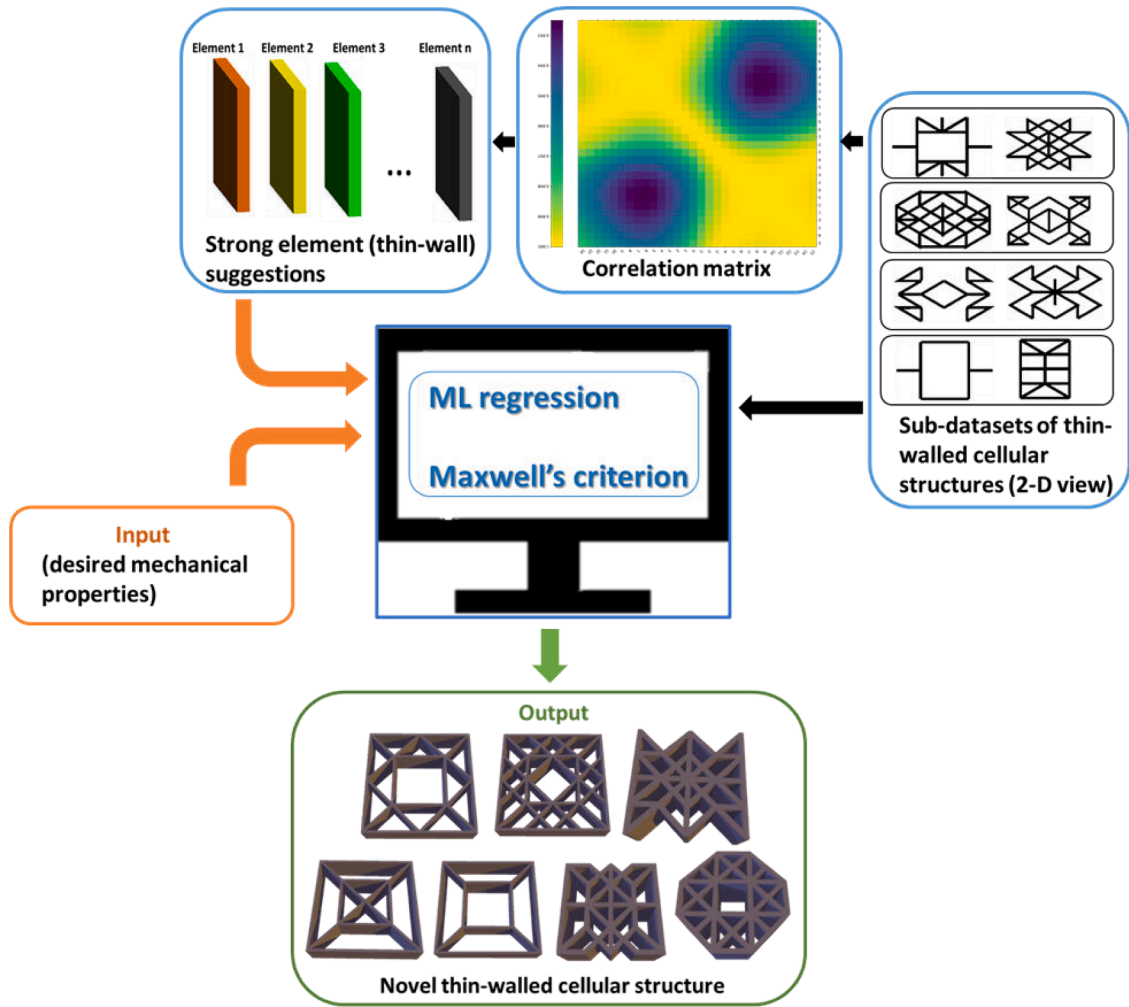 Element 1
Element 2
Element 3
Element n
...
Strong element (thin-wall)
suggestions
Correlation matrix
ML regression
Maxwell's criterion
Sub-datasets of thin-
walled cellular
structures (2-D view)
Input
(desired mechanical
properties)
Output
Novel thin-walled cellular structure